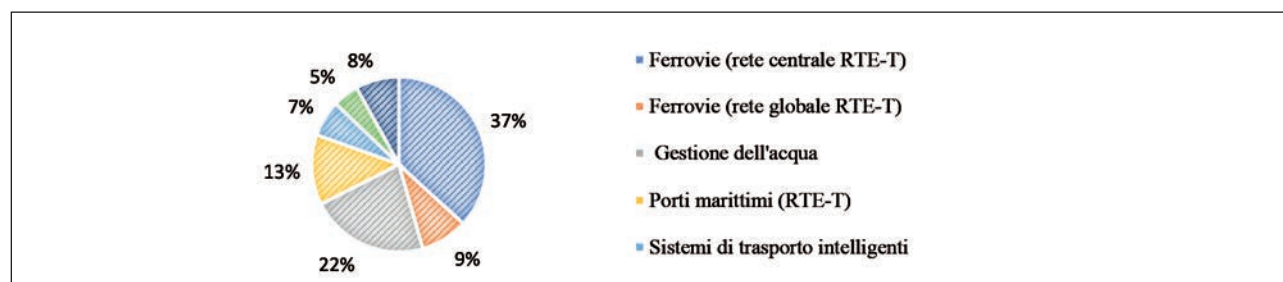 8%
5%
7%
37%
13%
22%
9%
Ferrovie (rete centrale RTE-T)
Ferrovie (rete globale RTE-T)
Gestione dell'acqua
Porti marittimi (RTE-T)
Sistemi di trasporto intelligenti